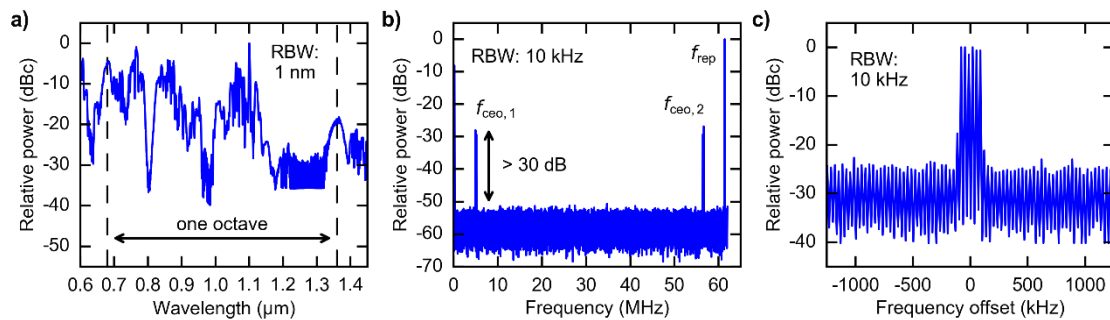 a)
0
-10
-20
-30
-40
-50
Relative power (dBc)
RBW:
1 nm
one octave
0.6 0.7 0.8 0.9 1.0 1.1 1.2 1.3 1.4
Wavelength (μm)
b)
0
-10
-20
-30
-40
-50
-60
-70
Relative power (dBc)
RBW: 10 kHz
f_rep
f_ceo, 1
f_ceo, 2
> 30 dB
0 10 20 30 40 50 60
Frequency (MHz)
c)
0
-10
-20
-30
-40
Relative power (dBc)
RBW:
10 kHz
-1000 -500 0 500 1000
Frequency offset (kHz)